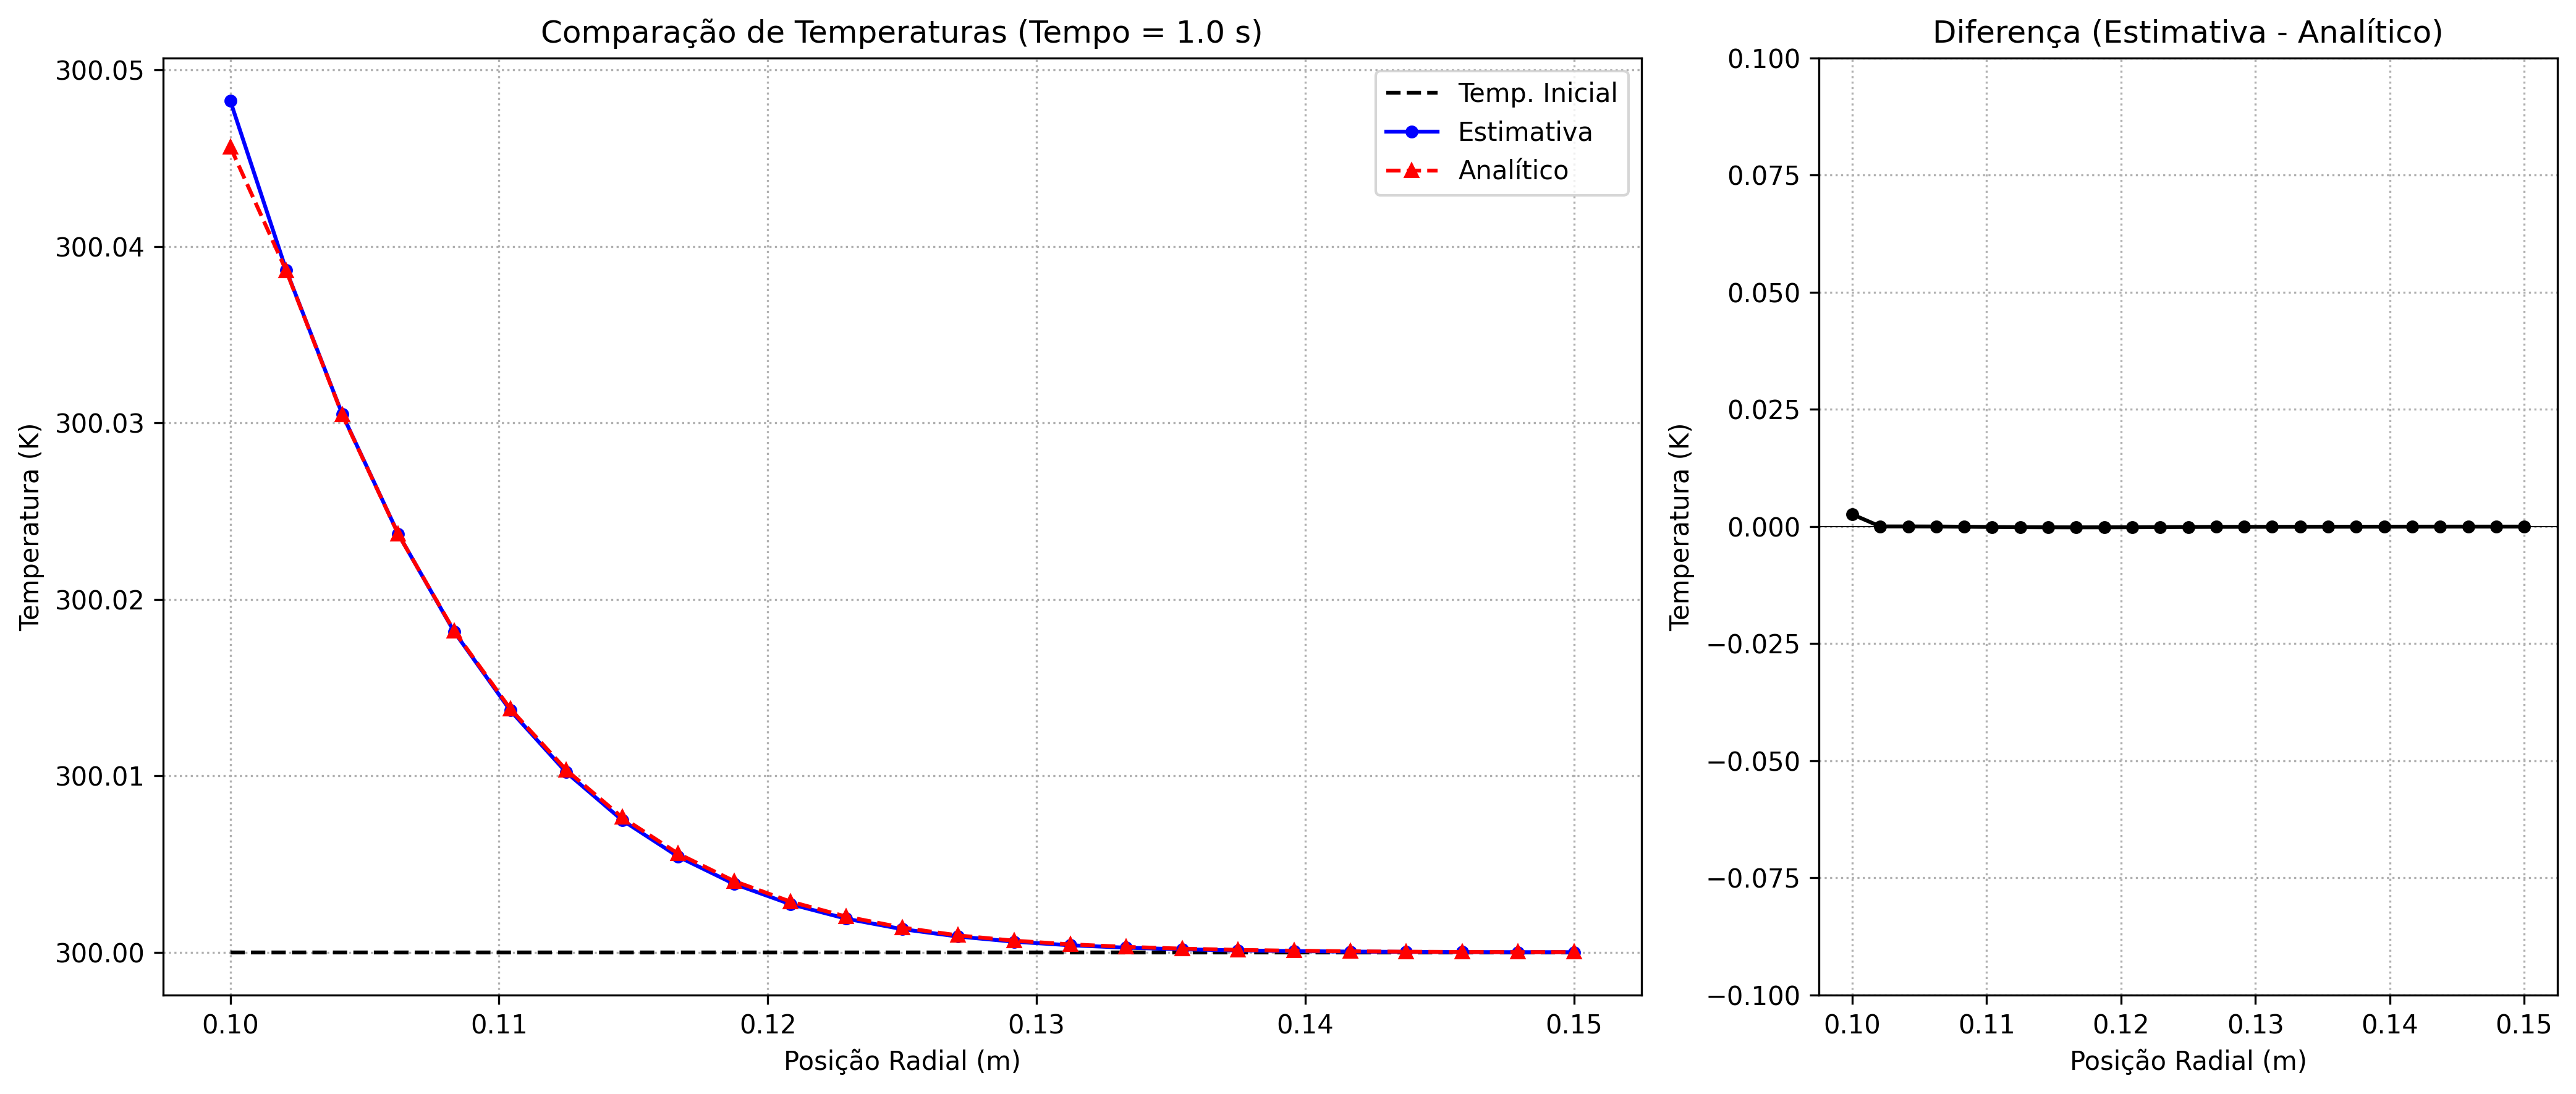 Comparação de Temperaturas (Tempo = 1.0 s)
300.05
300.04
300.03
300.02
300.01
300.00
Temperatura (K)
Temp. Inicial
Estimativa
Analítico
0.10 0.11 0.12 0.13 0.14 0.15
Posição Radial (m)
Diferença (Estimativa - Analítico)
0.100
0.075
0.050
0.025
0.000
−0.025
−0.050
−0.075
−0.100
Temperatura (K)
0.10 0.11 0.12 0.13 0.14 0.15
Posição Radial (m)